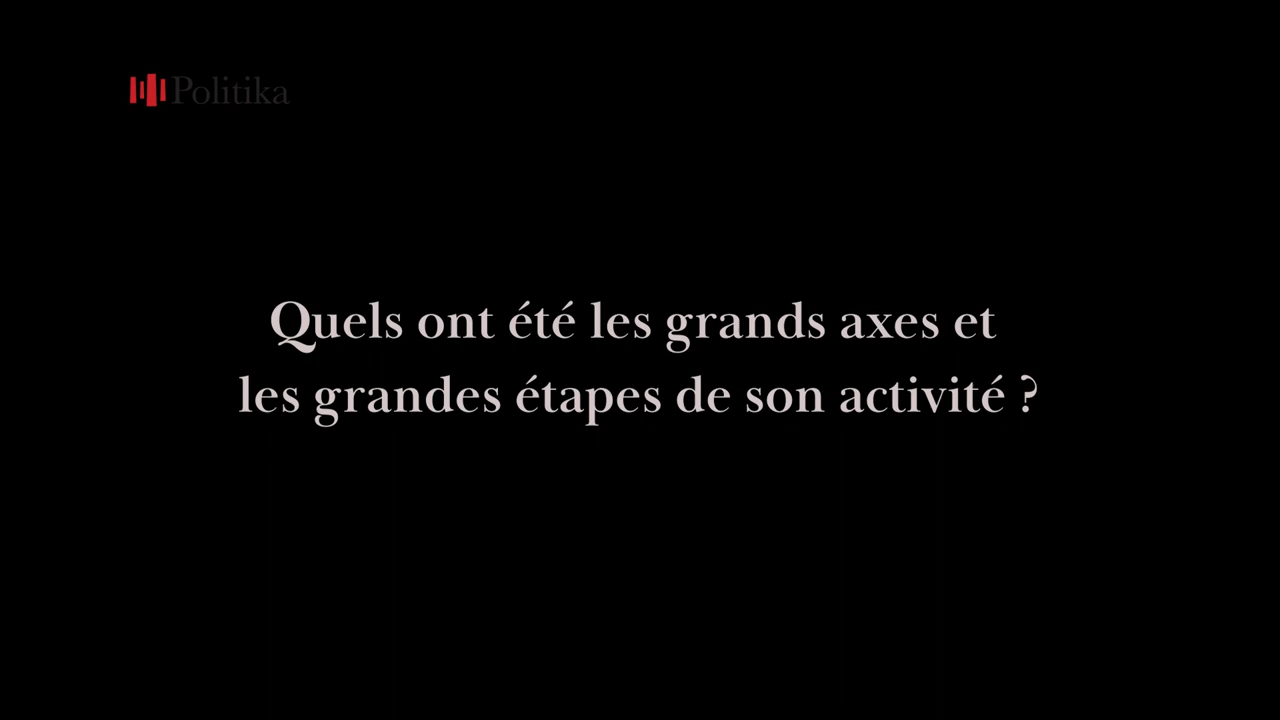 Politika
Quels ont été les grands axes et
les grandes étapes de son activité ?